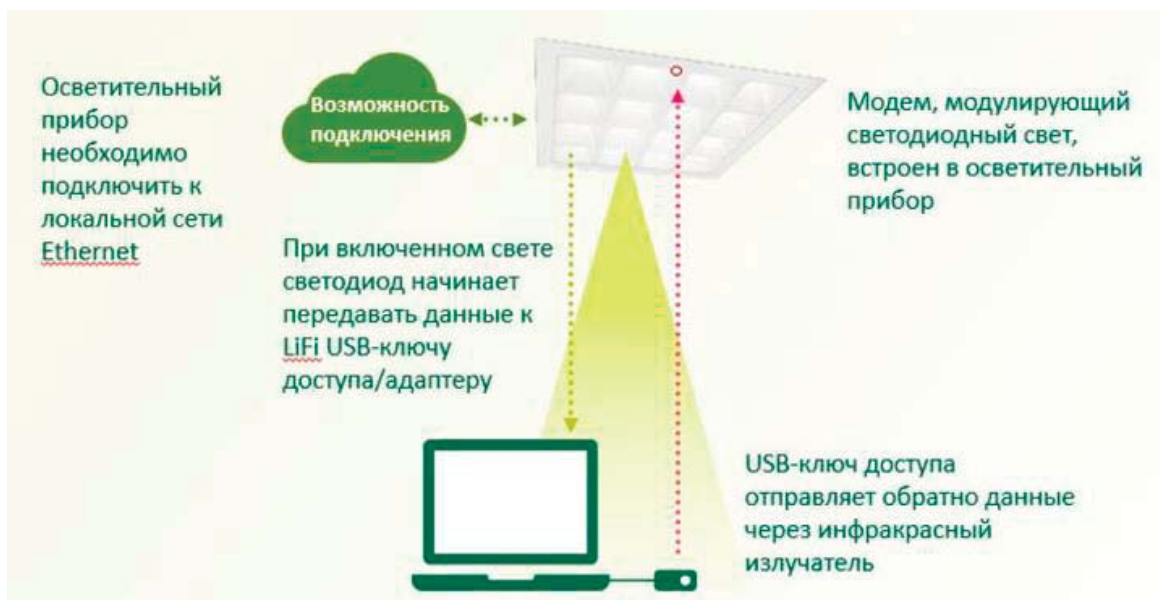 Осветительный
прибор
необходимо
подключить к
локальной сети
Ethernet
Возможность
подключения
Модем, модулирующий
светодиодный свет,
встроен в осветительный
прибор
При включенном свете
светодиод начинает
передавать данные к
LiFi USB-ключу
доступа/адаптеру
USB-ключ доступа
отправляет обратно данные
через инфракрасный
излучатель